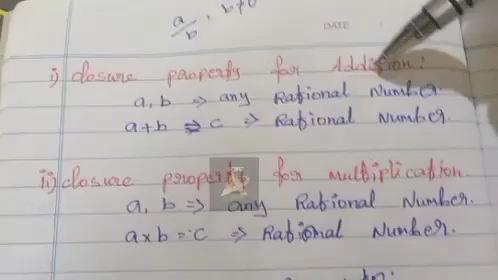 a/b, b≠0
DATE
i) closure property for Addition:
a, b ⇒ any Rational Number.
a+b ⇒ c ⇒ Rational Number.
ii) closure property for multiplication.
a, b ⇒ any Rational Number.
a×b = c ⇒ Rational Number.